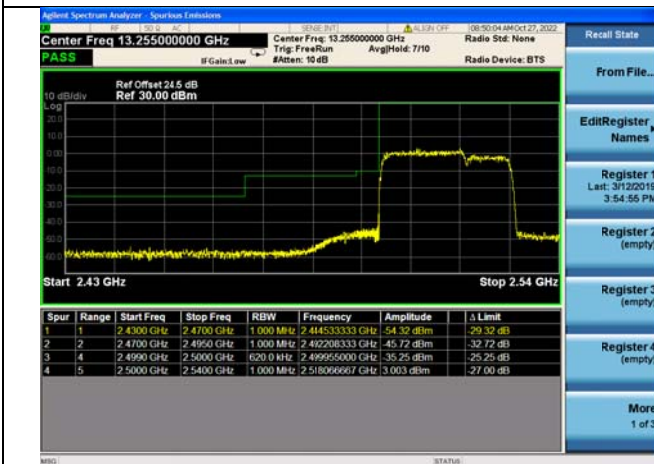 Agilent Spectrum Analyzer - Spurious Emissions
RF 50 Ω AC SENSE:INT ALIGN OFF 08:50:04 AM Oct 27, 2022
Center Freq 13.255000000 GHz
Center Freq: 13.255000000 GHz
Radio Std: None
Trig: FreeRun Avg|Hold: 7/10
PASS
IFGain:Low
#Atten: 10 dB
Radio Device: BTS
Ref Offset 24.5 dB
10 dB/div Ref 30.00 dBm
Log
20.0
10.0
0.00
10.0
20.0
30.0
40.0
50.0
60.0
Start 2.43 GHz
Stop 2.54 GHz
Spur Range Start Freq Stop Freq RBW Frequency Amplitude Δ Limit
1 1 2.4300 GHz 2.4700 GHz 1.000 MHz 2.444533333 GHz -54.32 dBm -29.32 dB
2 2 2.4700 GHz 2.4950 GHz 1.000 MHz 2.492208333 GHz -45.72 dBm -32.72 dB
3 4 2.4990 GHz 2.5000 GHz 620.0 kHz 2.499955000 GHz -35.25 dBm -25.25 dB
4 5 2.5000 GHz 2.5400 GHz 1.000 MHz 2.518066667 GHz 3.003 dBm -27.00 dB
MSG
STATUS
Recall State
From File...
EditRegister
Names
Register 1
Last: 3/12/2019
3:54:55 PM
Register 2
(empty)
Register 3
(empty)
Register 4
(empty)
More
1 of 3